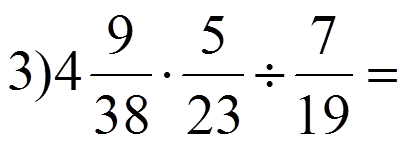 3) 4 9/38 · 5/23 ÷ 7/19 =